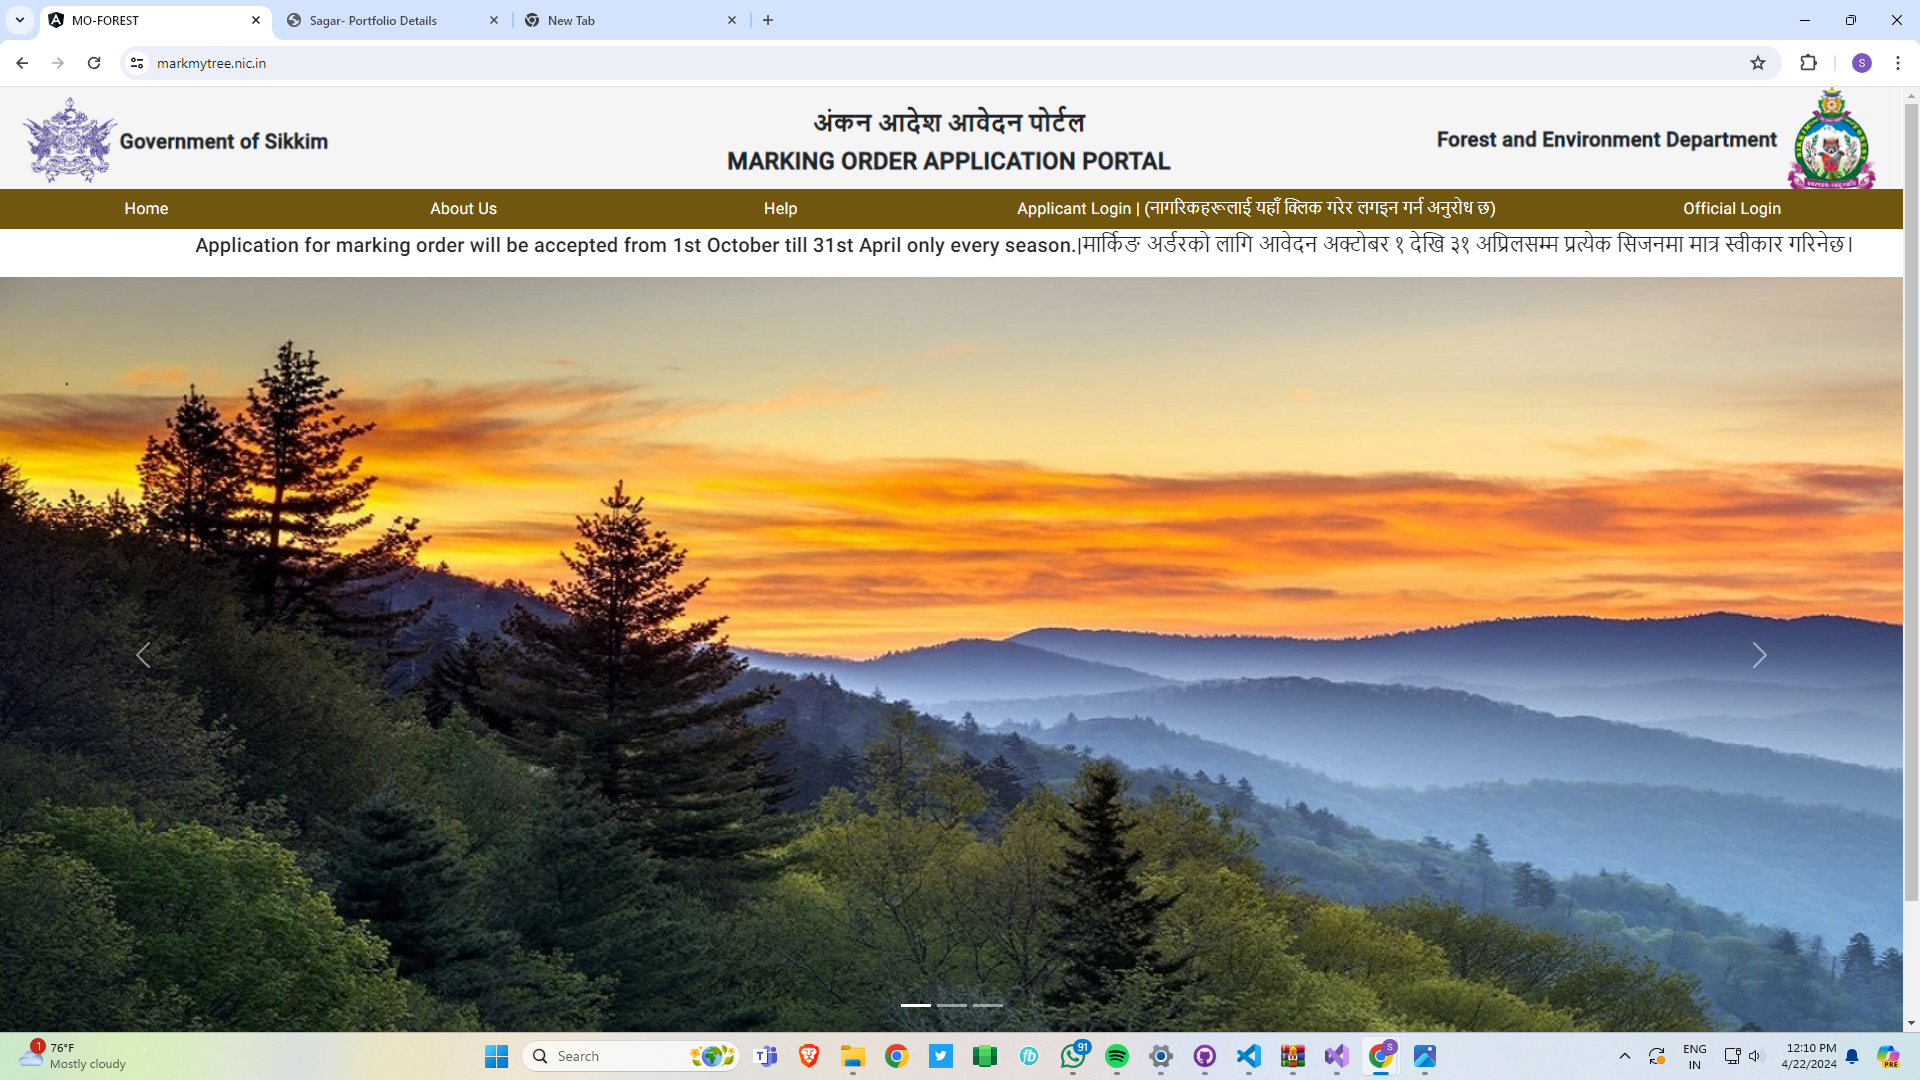 MO-FOREST
Sagar- Portfolio Details
New Tab
markmytree.nic.in
Government of Sikkim
अंकन आदेश आवेदन पोर्टल
MARKING ORDER APPLICATION PORTAL
Forest and Environment Department
Home
About Us
Help
Applicant Login | (नागरिकहरूलाई यहाँ क्लिक गरेर लगइन गर्न अनुरोध छ)
Official Login
Application for marking order will be accepted from 1st October till 31st April only every season.|मार्किङ अर्डरको लागि आवेदन अक्टोबर १ देखि ३१ अप्रिलसम्म प्रत्येक सिजनमा मात्र स्वीकार गरिनेछ।
1
76°F
Mostly cloudy
Search
91
S
ENG
IN
12:10 PM
4/22/2024
PRE